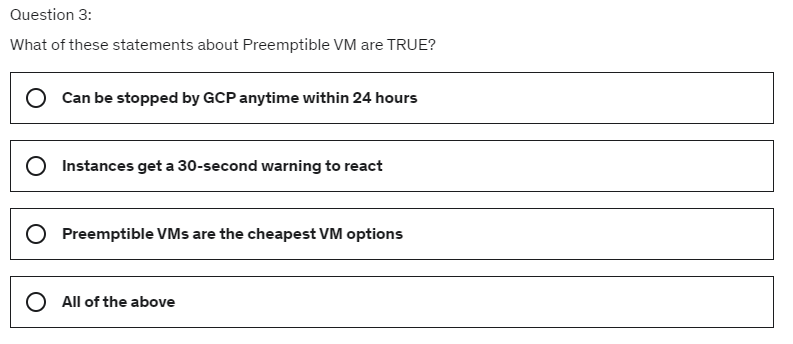 Question 3:
What of these statements about Preemptible VM are TRUE?
Can be stopped by GCP anytime within 24 hours
Instances get a 30-second warning to react
Preemptible VMs are the cheapest VM options
All of the above